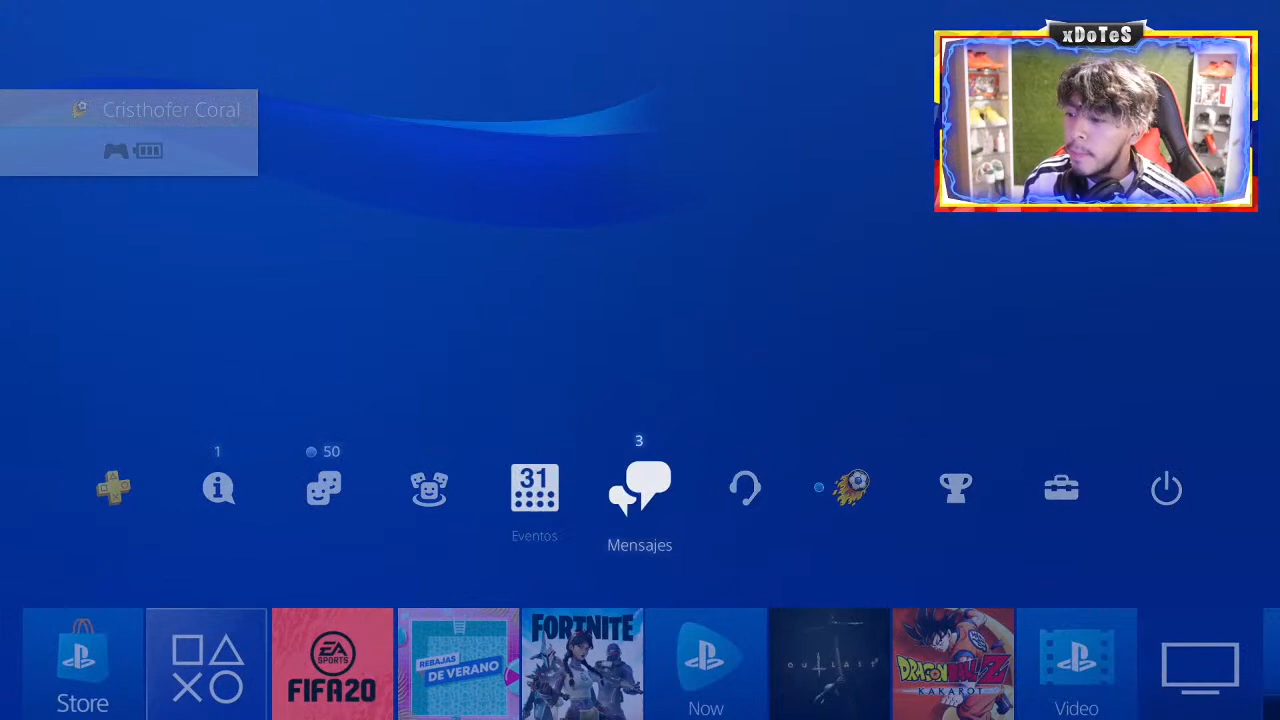 xDoTeS
Cristhofer Coral
1
50
3
31
Eventos
Mensajes
Store
EA
SPORTS
FIFA20
REBAJAS
DE VERANO
FORTNITE
Now
OUTLAST
DRAGON BALL Z
KAKAROT
Video